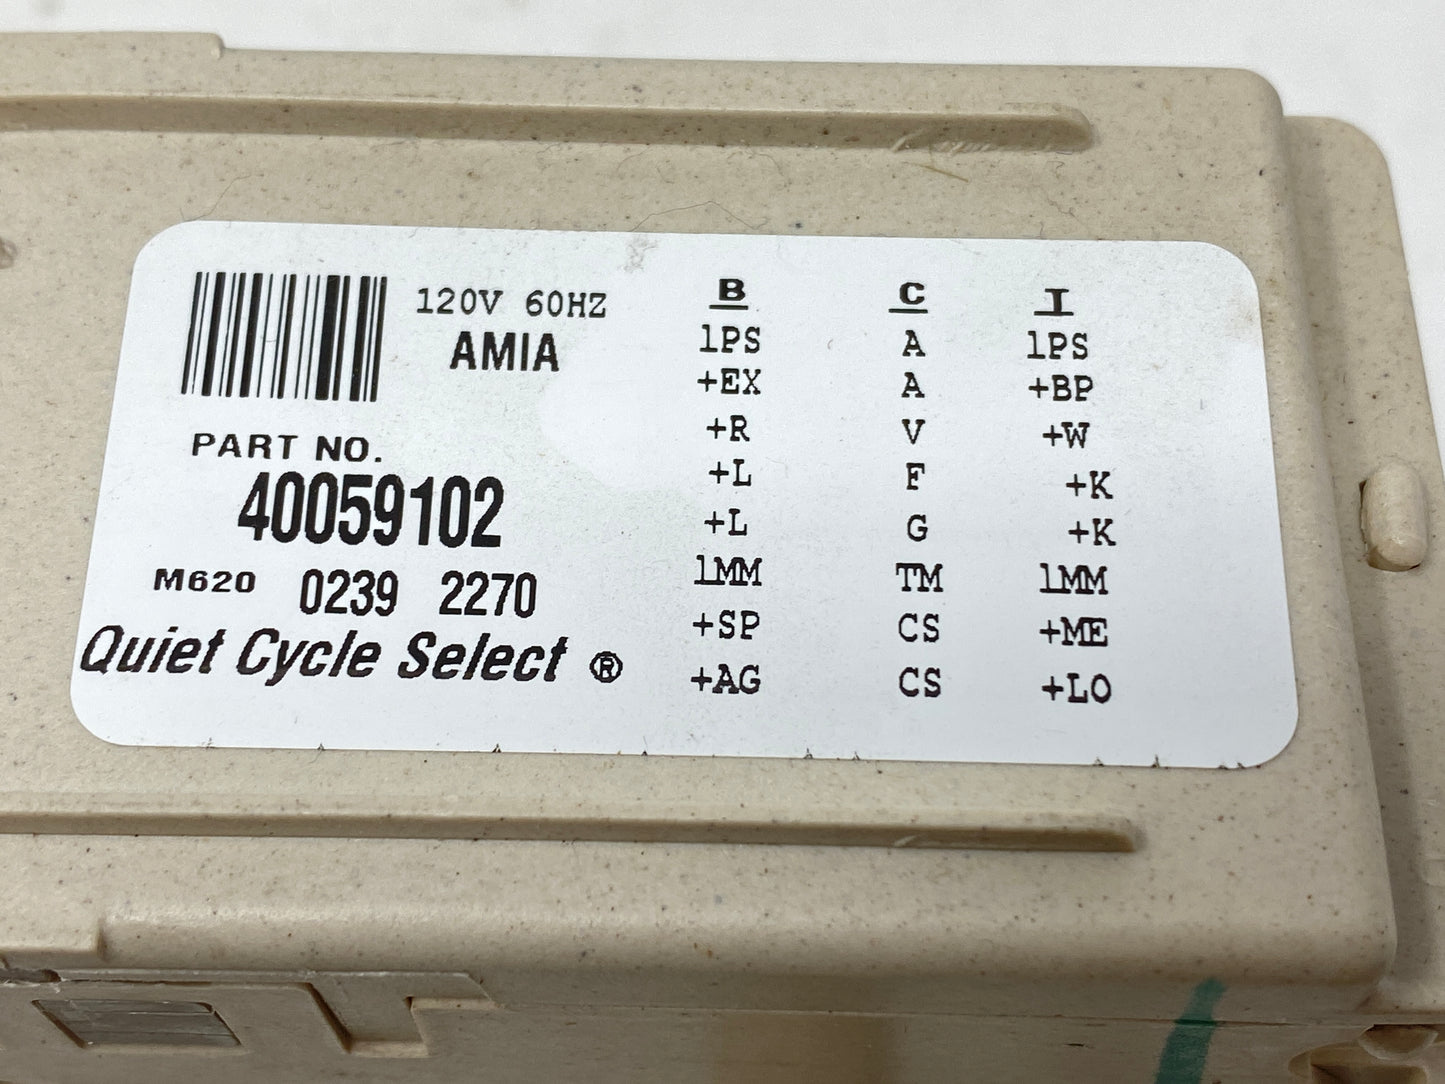 120V 60HZ
AMIA
PART NO.
40059102
M620 0239 2270
Quiet Cycle Select ®
B C I
1PS A 1PS
+EX A +BP
+R V +W
+L F +K
+L G +K
1MM TM 1MM
+SP CS +ME
+AG CS +LO